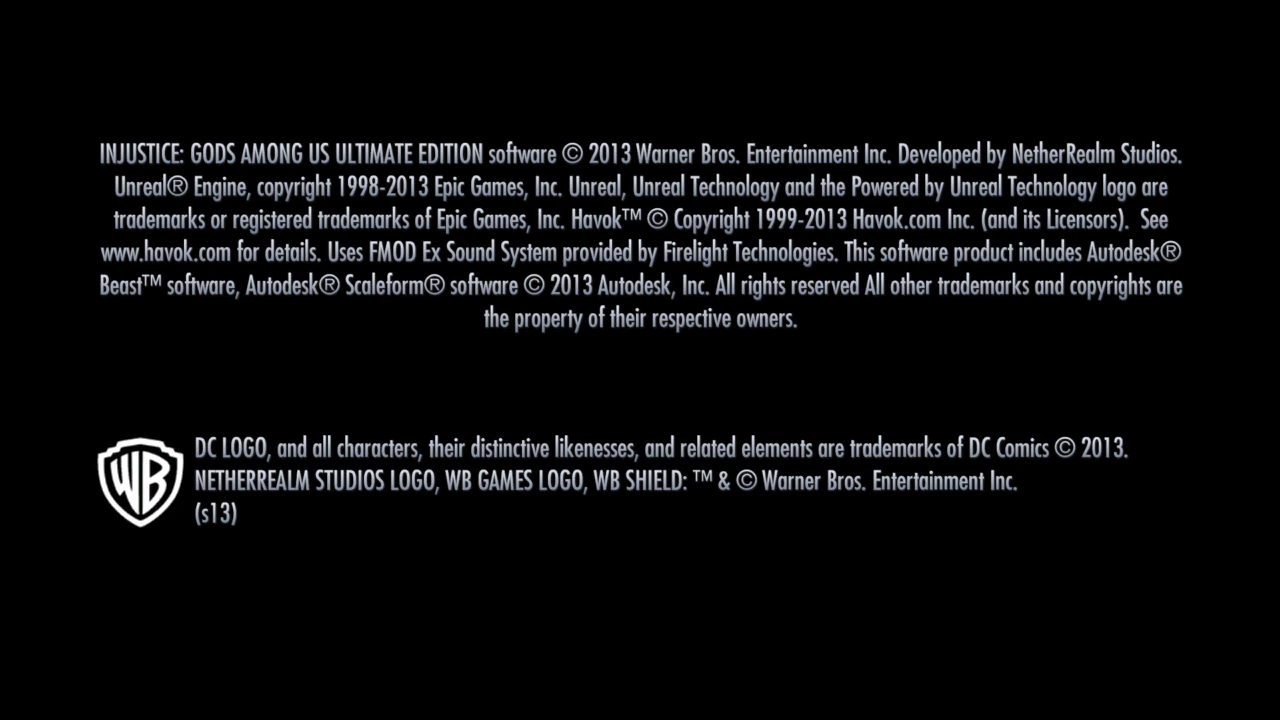 INJUSTICE: GODS AMONG US ULTIMATE EDITION software © 2013 Warner Bros. Entertainment Inc. Developed by NetherRealm Studios.
Unreal® Engine, copyright 1998-2013 Epic Games, Inc. Unreal, Unreal Technology and the Powered by Unreal Technology logo are
trademarks or registered trademarks of Epic Games, Inc. Havok™ © Copyright 1999-2013 Havok.com Inc. (and its Licensors).  See
www.havok.com for details. Uses FMOD Ex Sound System provided by Firelight Technologies. This software product includes Autodesk®
Beast™ software, Autodesk® Scaleform® software © 2013 Autodesk, Inc. All rights reserved All other trademarks and copyrights are
the property of their respective owners.
WB
DC LOGO, and all characters, their distinctive likenesses, and related elements are trademarks of DC Comics © 2013.
NETHERREALM STUDIOS LOGO, WB GAMES LOGO, WB SHIELD: ™ & © Warner Bros. Entertainment Inc.
(s13)